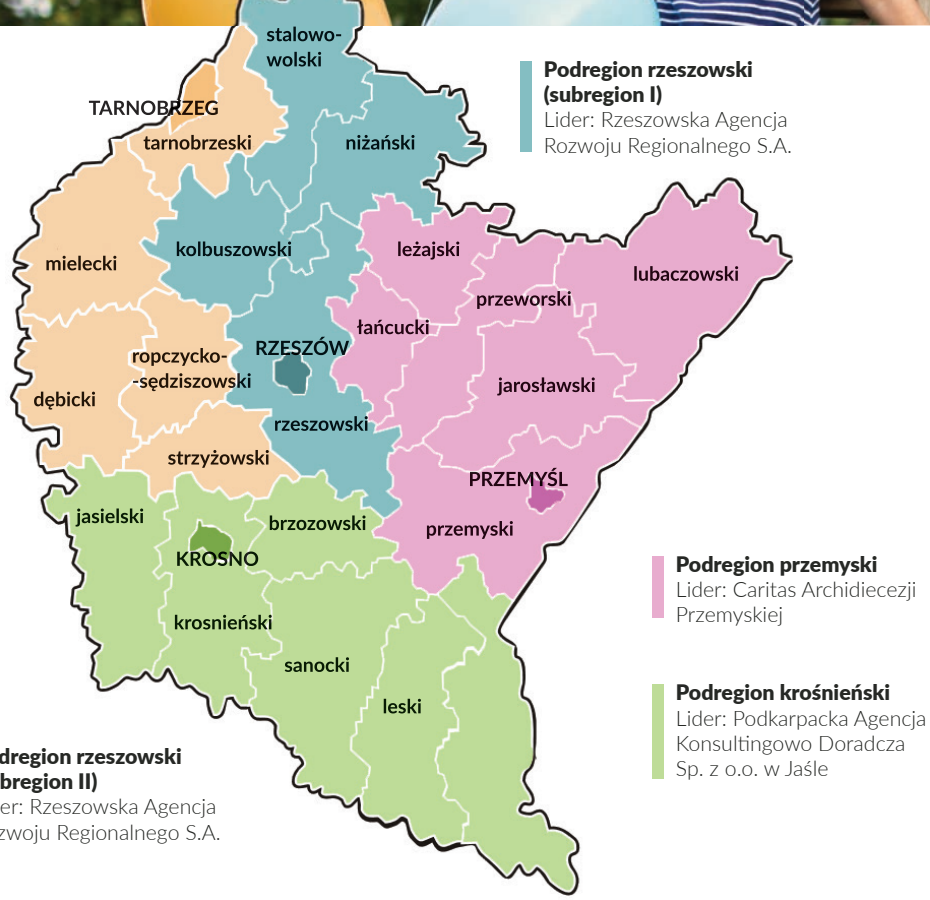 stalowo-
wolski
Podregion rzeszowski
(subregion I)
Lider: Rzeszowska Agencja
Rozwoju Regionalnego S.A.
TARNOBRZEG
tarnobrzeski
niżański
kolbuszowski
leżajski
mielecki
lubaczowski
przeworski
łańcucki
RZESZÓW
ropczycko-
-sędziszowski
jarosławski
dębicki
rzeszowski
strzyżowski
PRZEMYŚL
jasielski
brzozowski
przemyski
KROSNO
Podregion przemyski
Lider: Caritas Archidiecezji
Przemyskiej
krosnieński
sanocki
leski
Podregion krośnieński
Lider: Podkarpacka Agencja
Konsultingowo Doradcza
Sp. z o.o. w Jaśle
dregion rzeszowski
bregion II)
er: Rzeszowska Agencja
zwoju Regionalnego S.A.